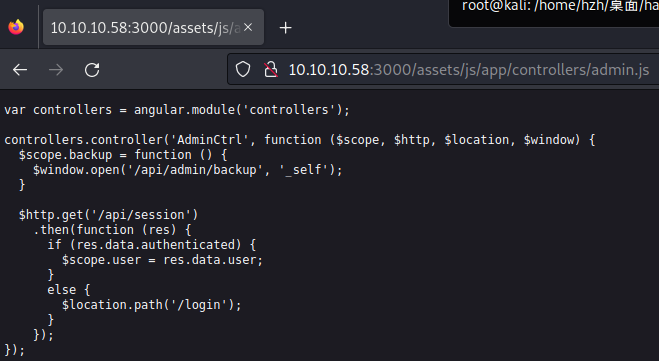 root@kali: /home/hzh/桌面/ha
10.10.10.58:3000/assets/js/a
10.10.10.58:3000/assets/js/app/controllers/admin.js
var controllers = angular.module('controllers');
controllers.controller('AdminCtrl', function ($scope, $http, $location, $window) {
  $scope.backup = function () {
    $window.open('/api/admin/backup', '_self');
  }
  $http.get('/api/session')
    .then(function (res) {
      if (res.data.authenticated) {
        $scope.user = res.data.user;
      }
      else {
        $location.path('/login');
      }
    });
});